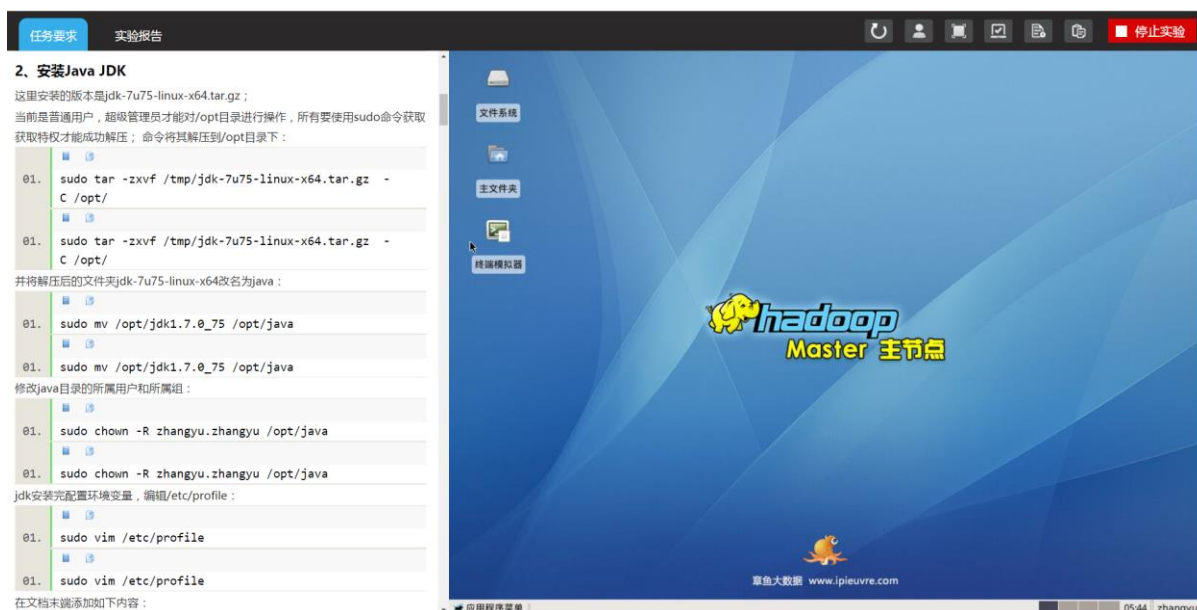 任务要求 实验报告 停止实验
2、安装Java JDK
这里安装的版本是jdk-7u75-linux-x64.tar.gz；
当前是普通用户，超级管理员才能对/opt目录进行操作，所有要使用sudo命令获取
获取特权才能成功解压； 命令将其解压到/opt目录下：
01. sudo tar -zxvf /tmp/jdk-7u75-linux-x64.tar.gz -
C /opt/
01. sudo tar -zxvf /tmp/jdk-7u75-linux-x64.tar.gz -
C /opt/
并将解压后的文件夹jdk-7u75-linux-x64改名为java：
01. sudo mv /opt/jdk1.7.0_75 /opt/java
01. sudo mv /opt/jdk1.7.0_75 /opt/java
修改java目录的所属用户和所属组：
01. sudo chown -R zhangyu.zhangyu /opt/java
01. sudo chown -R zhangyu.zhangyu /opt/java
jdk安装完配置环境变量，编辑/etc/profile：
01. sudo vim /etc/profile
01. sudo vim /etc/profile
在文档末端添加如下内容：
文件系统
主文件夹
终端模拟器
hadoop
Master 主节点
章鱼大数据 www.ipieuvre.com
应用程序菜单 05:44 zhangyu